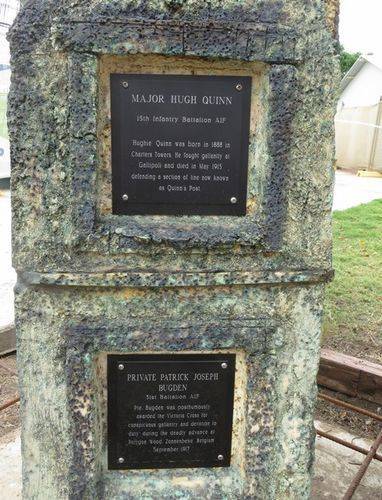 MAJOR HUGH QUINN
15th Infantry Battalion AIF
Hughie Quinn was born in 1888 in
Charters Towers. He fought gallantly at
Gallipoli and died in May 1915
defending a section of line now known
as Quinn's Post
PRIVATE PATRICK JOSEPH
BUGDEN
31st Battalion AIF
Pte. Bugden was posthumously
awarded the Victoria Cross for
conspicuous gallantry and devotion to
duty during the deadly advance at
Polygon Wood, Zonnebeke, Belgium
September 1917